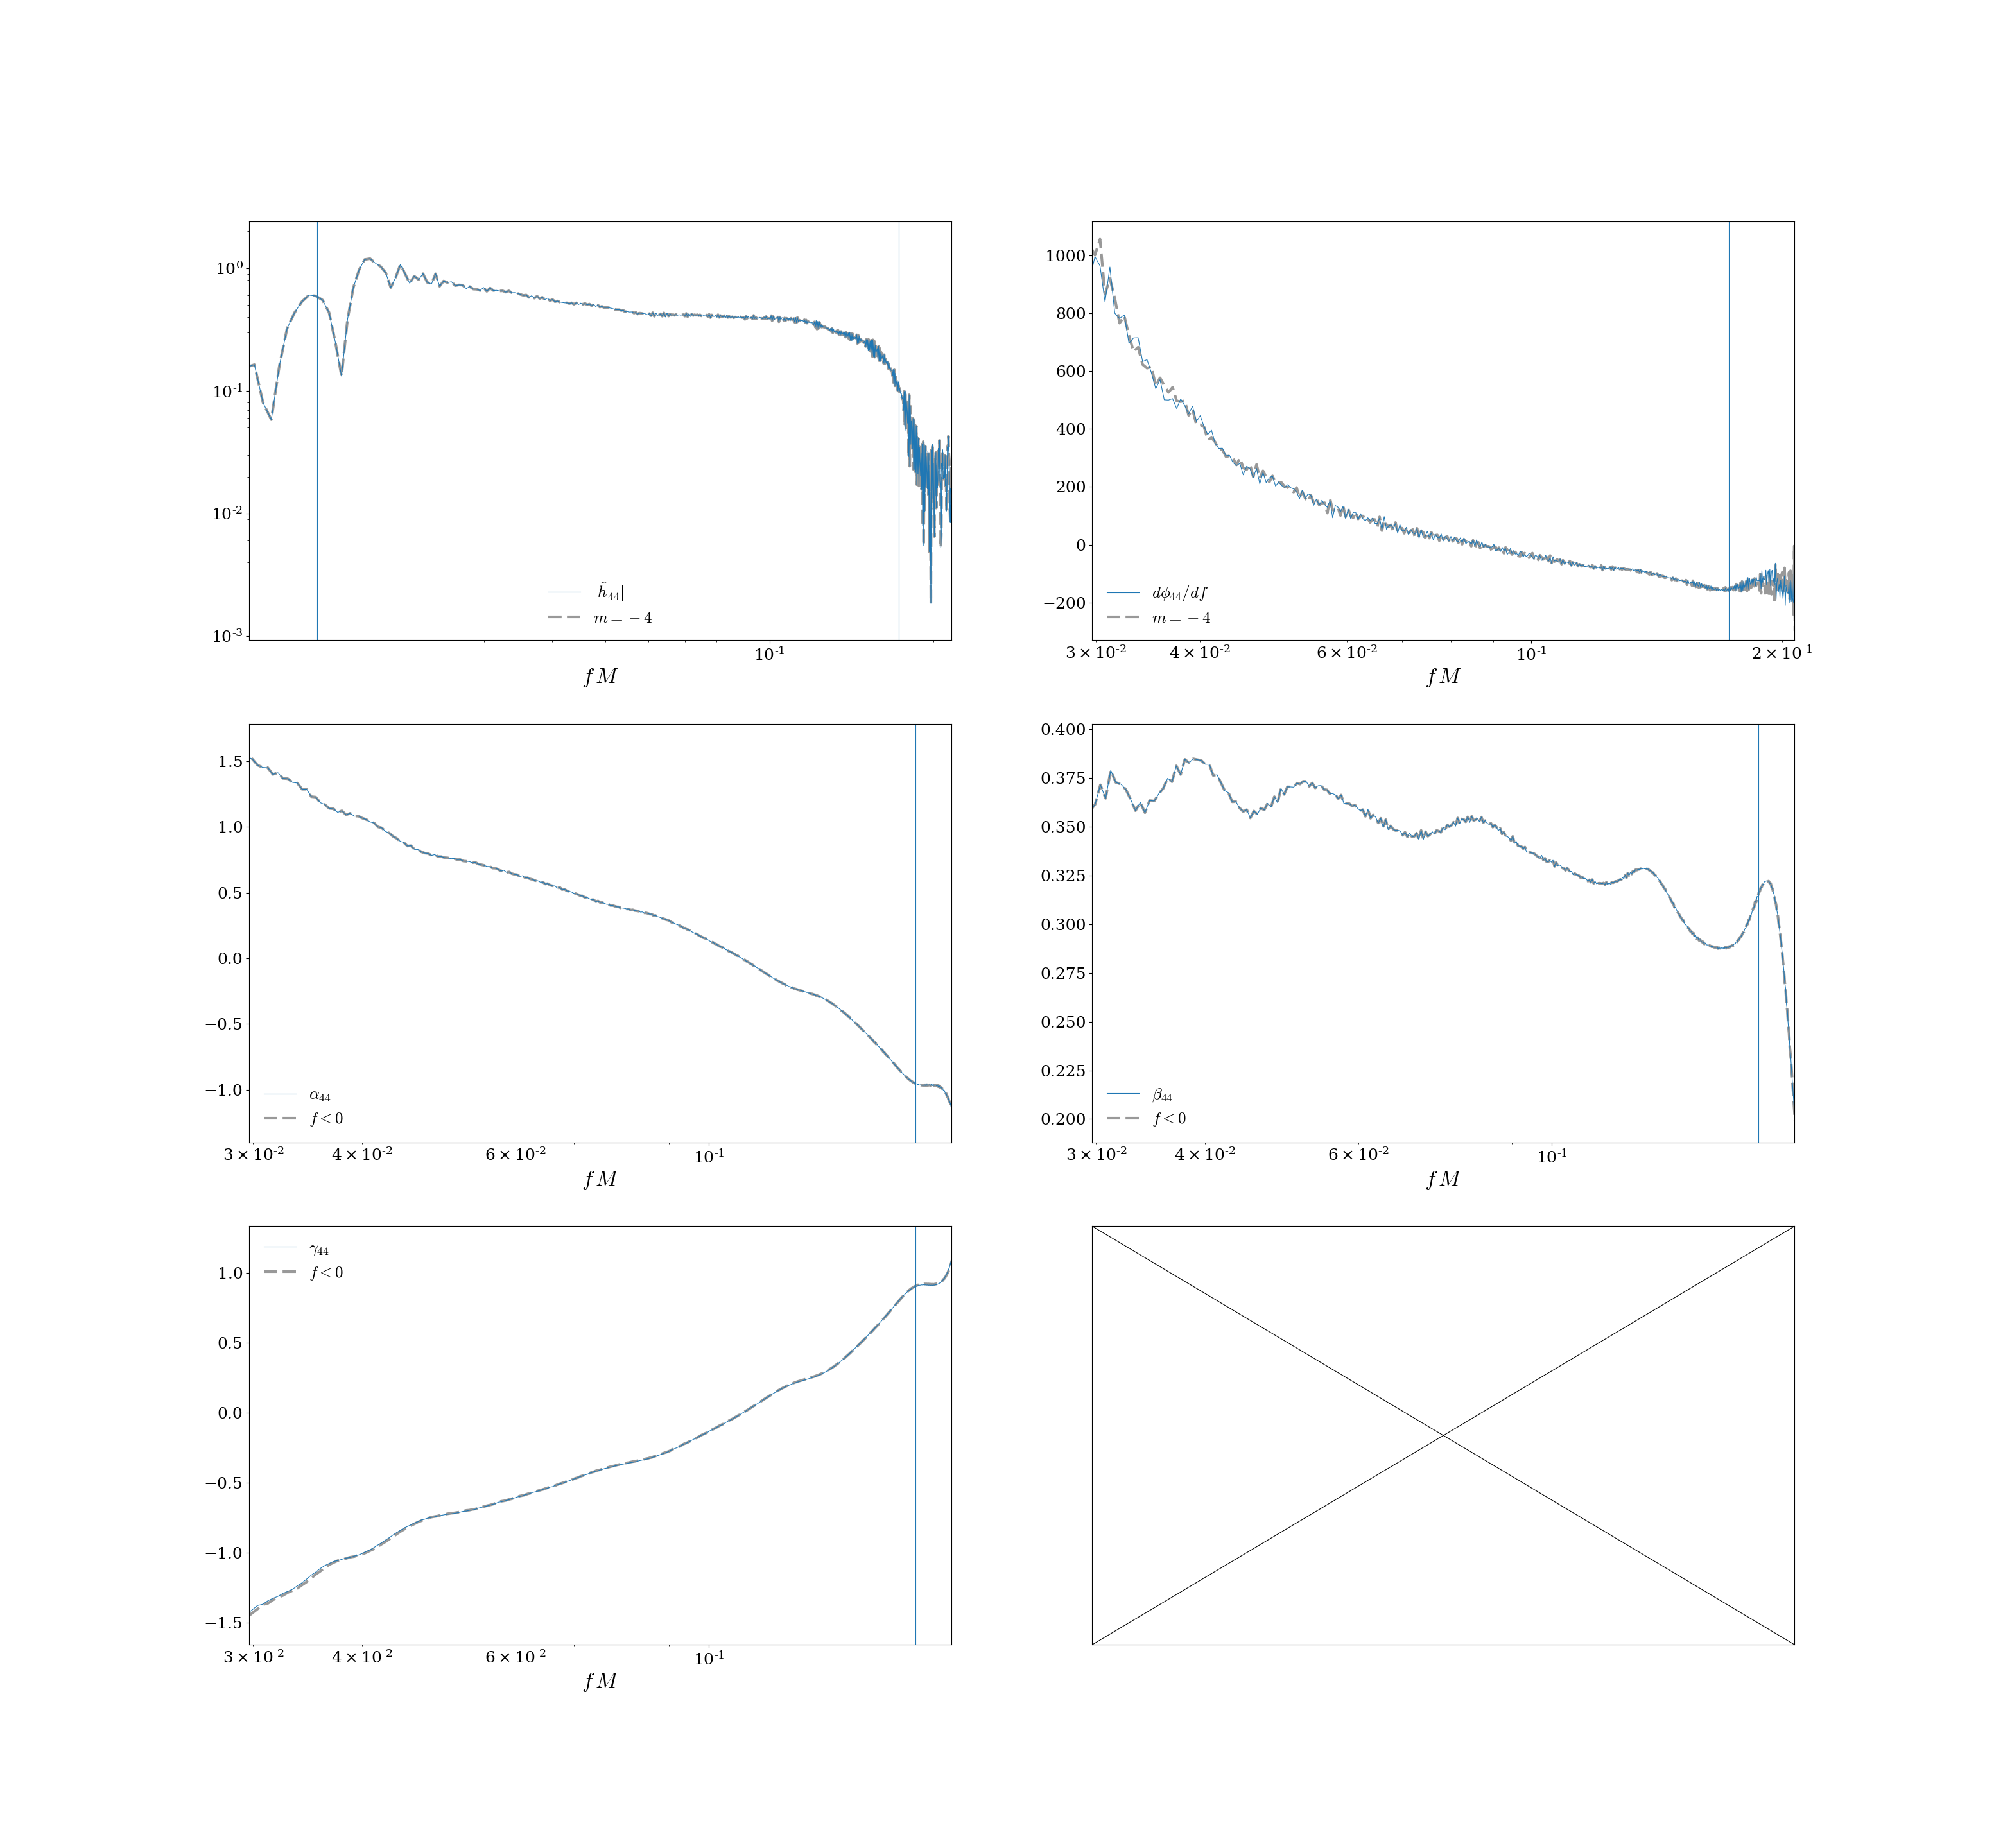 10⁰
10⁻¹
10⁻²
10⁻³
|h̃₄₄|
m = −4
10⁻¹
f M
1000
800
600
400
200
0
−200
dϕ₄₄/df
m = −4
3 × 10⁻² 4 × 10⁻² 6 × 10⁻² 10⁻¹ 2 × 10⁻¹
f M
1.5
1.0
0.5
0.0
−0.5
−1.0
α₄₄
f < 0
3 × 10⁻² 4 × 10⁻² 6 × 10⁻² 10⁻¹
f M
0.400
0.375
0.350
0.325
0.300
0.275
0.250
0.225
0.200
β₄₄
f < 0
3 × 10⁻² 4 × 10⁻² 6 × 10⁻² 10⁻¹
f M
γ₄₄
f < 0
1.0
0.5
0.0
−0.5
−1.0
−1.5
3 × 10⁻² 4 × 10⁻² 6 × 10⁻² 10⁻¹
f M